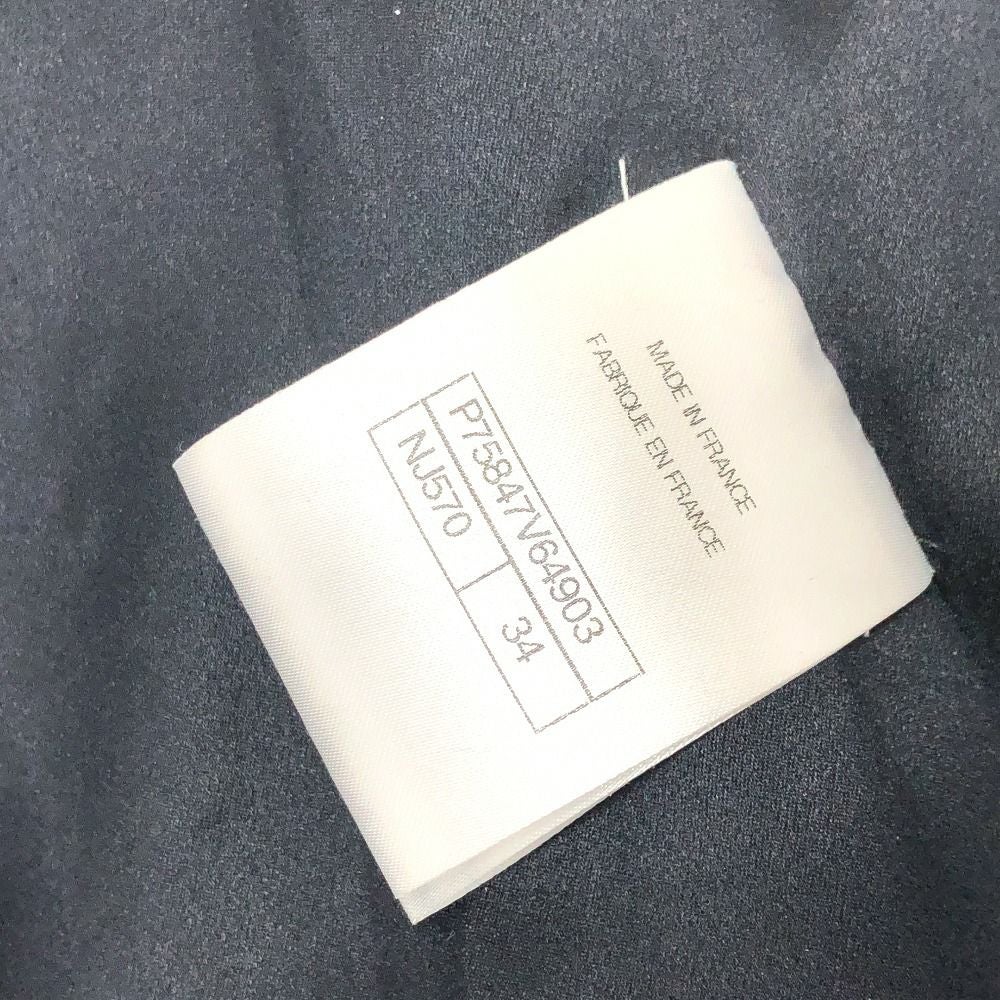 MADE IN FRANCE
FABRIQUE EN FRANCE
P75847V64903
NJ570
34